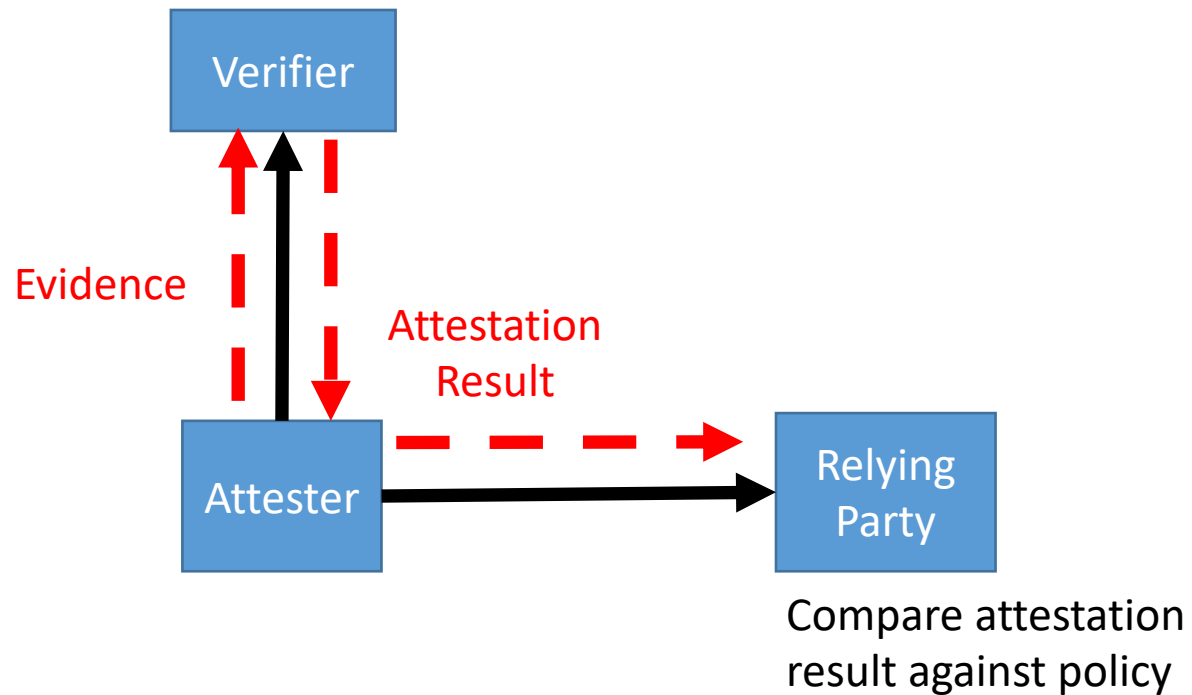 Verifier
Evidence
Attestation
Result
Attester
Relying
Party
Compare attestation
result against policy